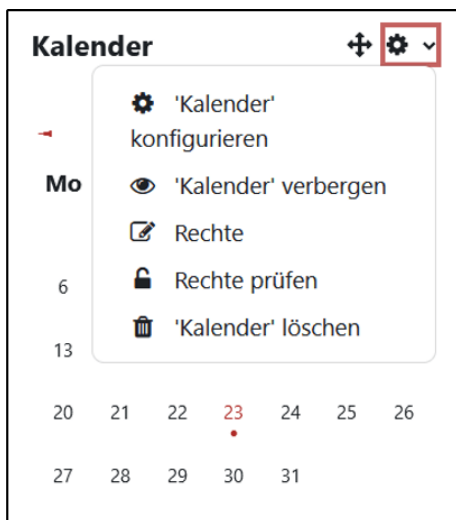 Kalender
'Kalender'
konfigurieren
Mo
'Kalender' verbergen
Rechte
6
Rechte prüfen
'Kalender' löschen
13
20 21 22 23 24 25 26
27 28 29 30 31